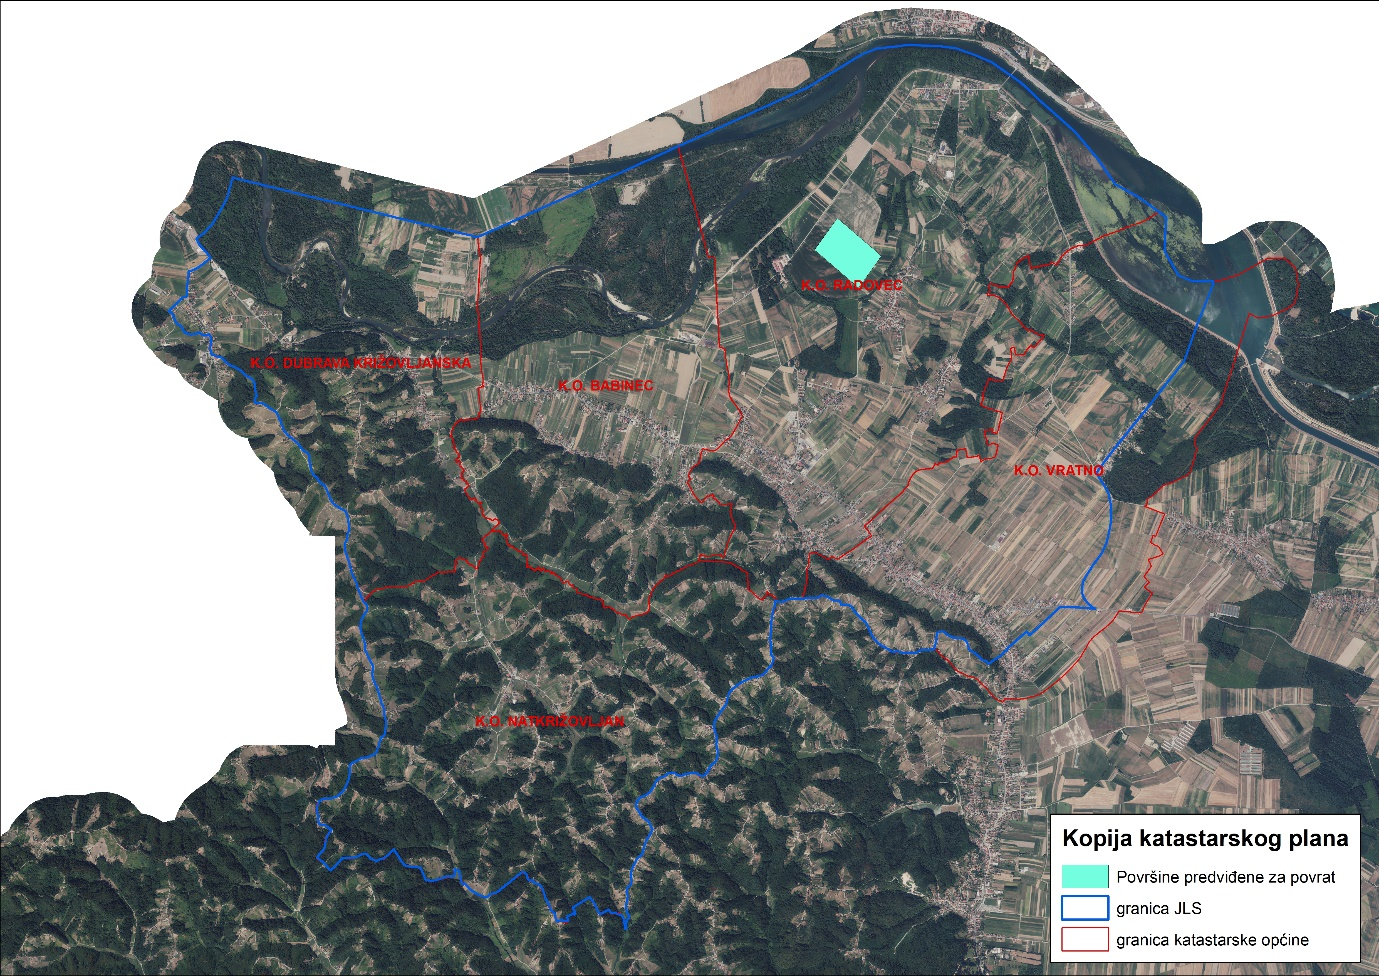 K.O. RADOVEC
K.O. DUBRAVA KRIŽOVLJANSKA
K.O. BABINEC
K.O. VRATNO
K.O. NATKRIŽOVLJAN
Kopija katastarskog plana
Površine predviđene za povrat
granica JLS
granica katastarske općine